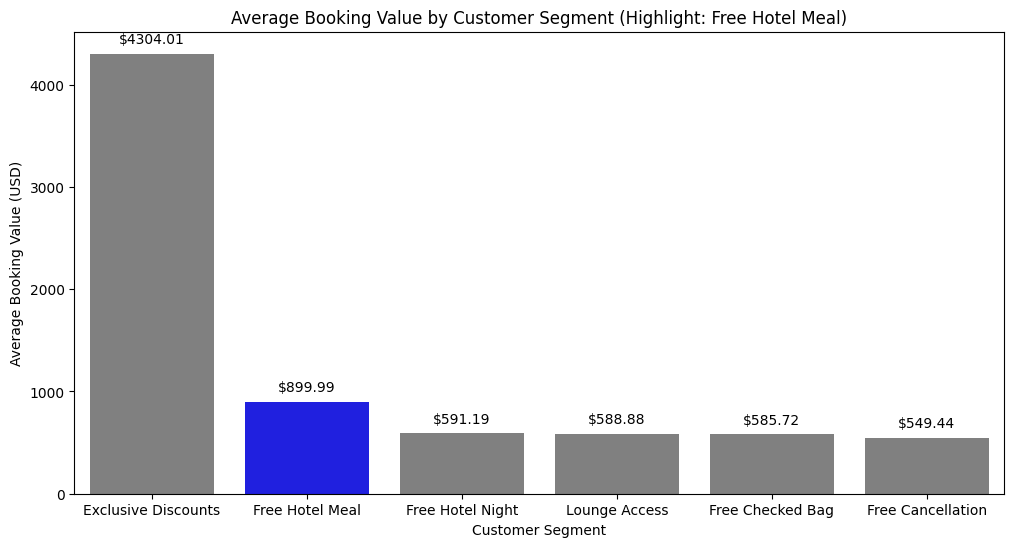 Average Booking Value by Customer Segment (Highlight: Free Hotel Meal)
$4304.01
$899.99
$591.19
$588.88
$585.72
$549.44
Average Booking Value (USD)
4000
3000
2000
1000
0
Exclusive Discounts
Free Hotel Meal
Free Hotel Night
Lounge Access
Free Checked Bag
Free Cancellation
Customer Segment